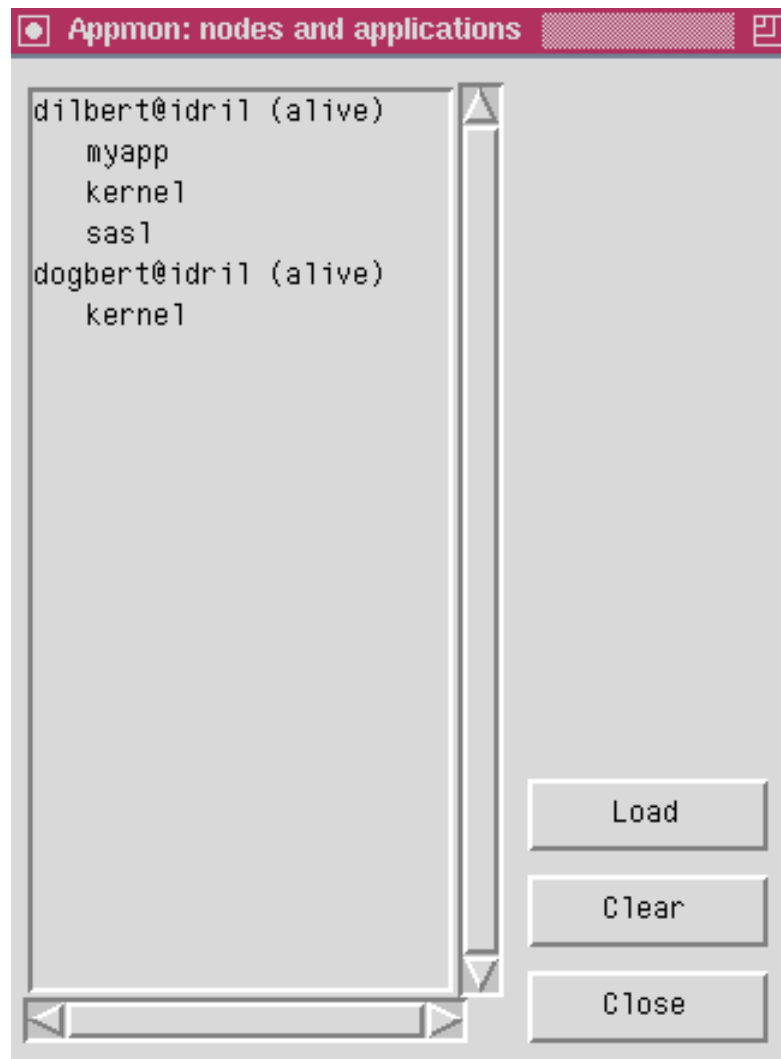 Appmon: nodes and applications
dilbert@idril (alive)
myapp
kernel
sasl
dogbert@idril (alive)
kernel
Load
Clear
Close